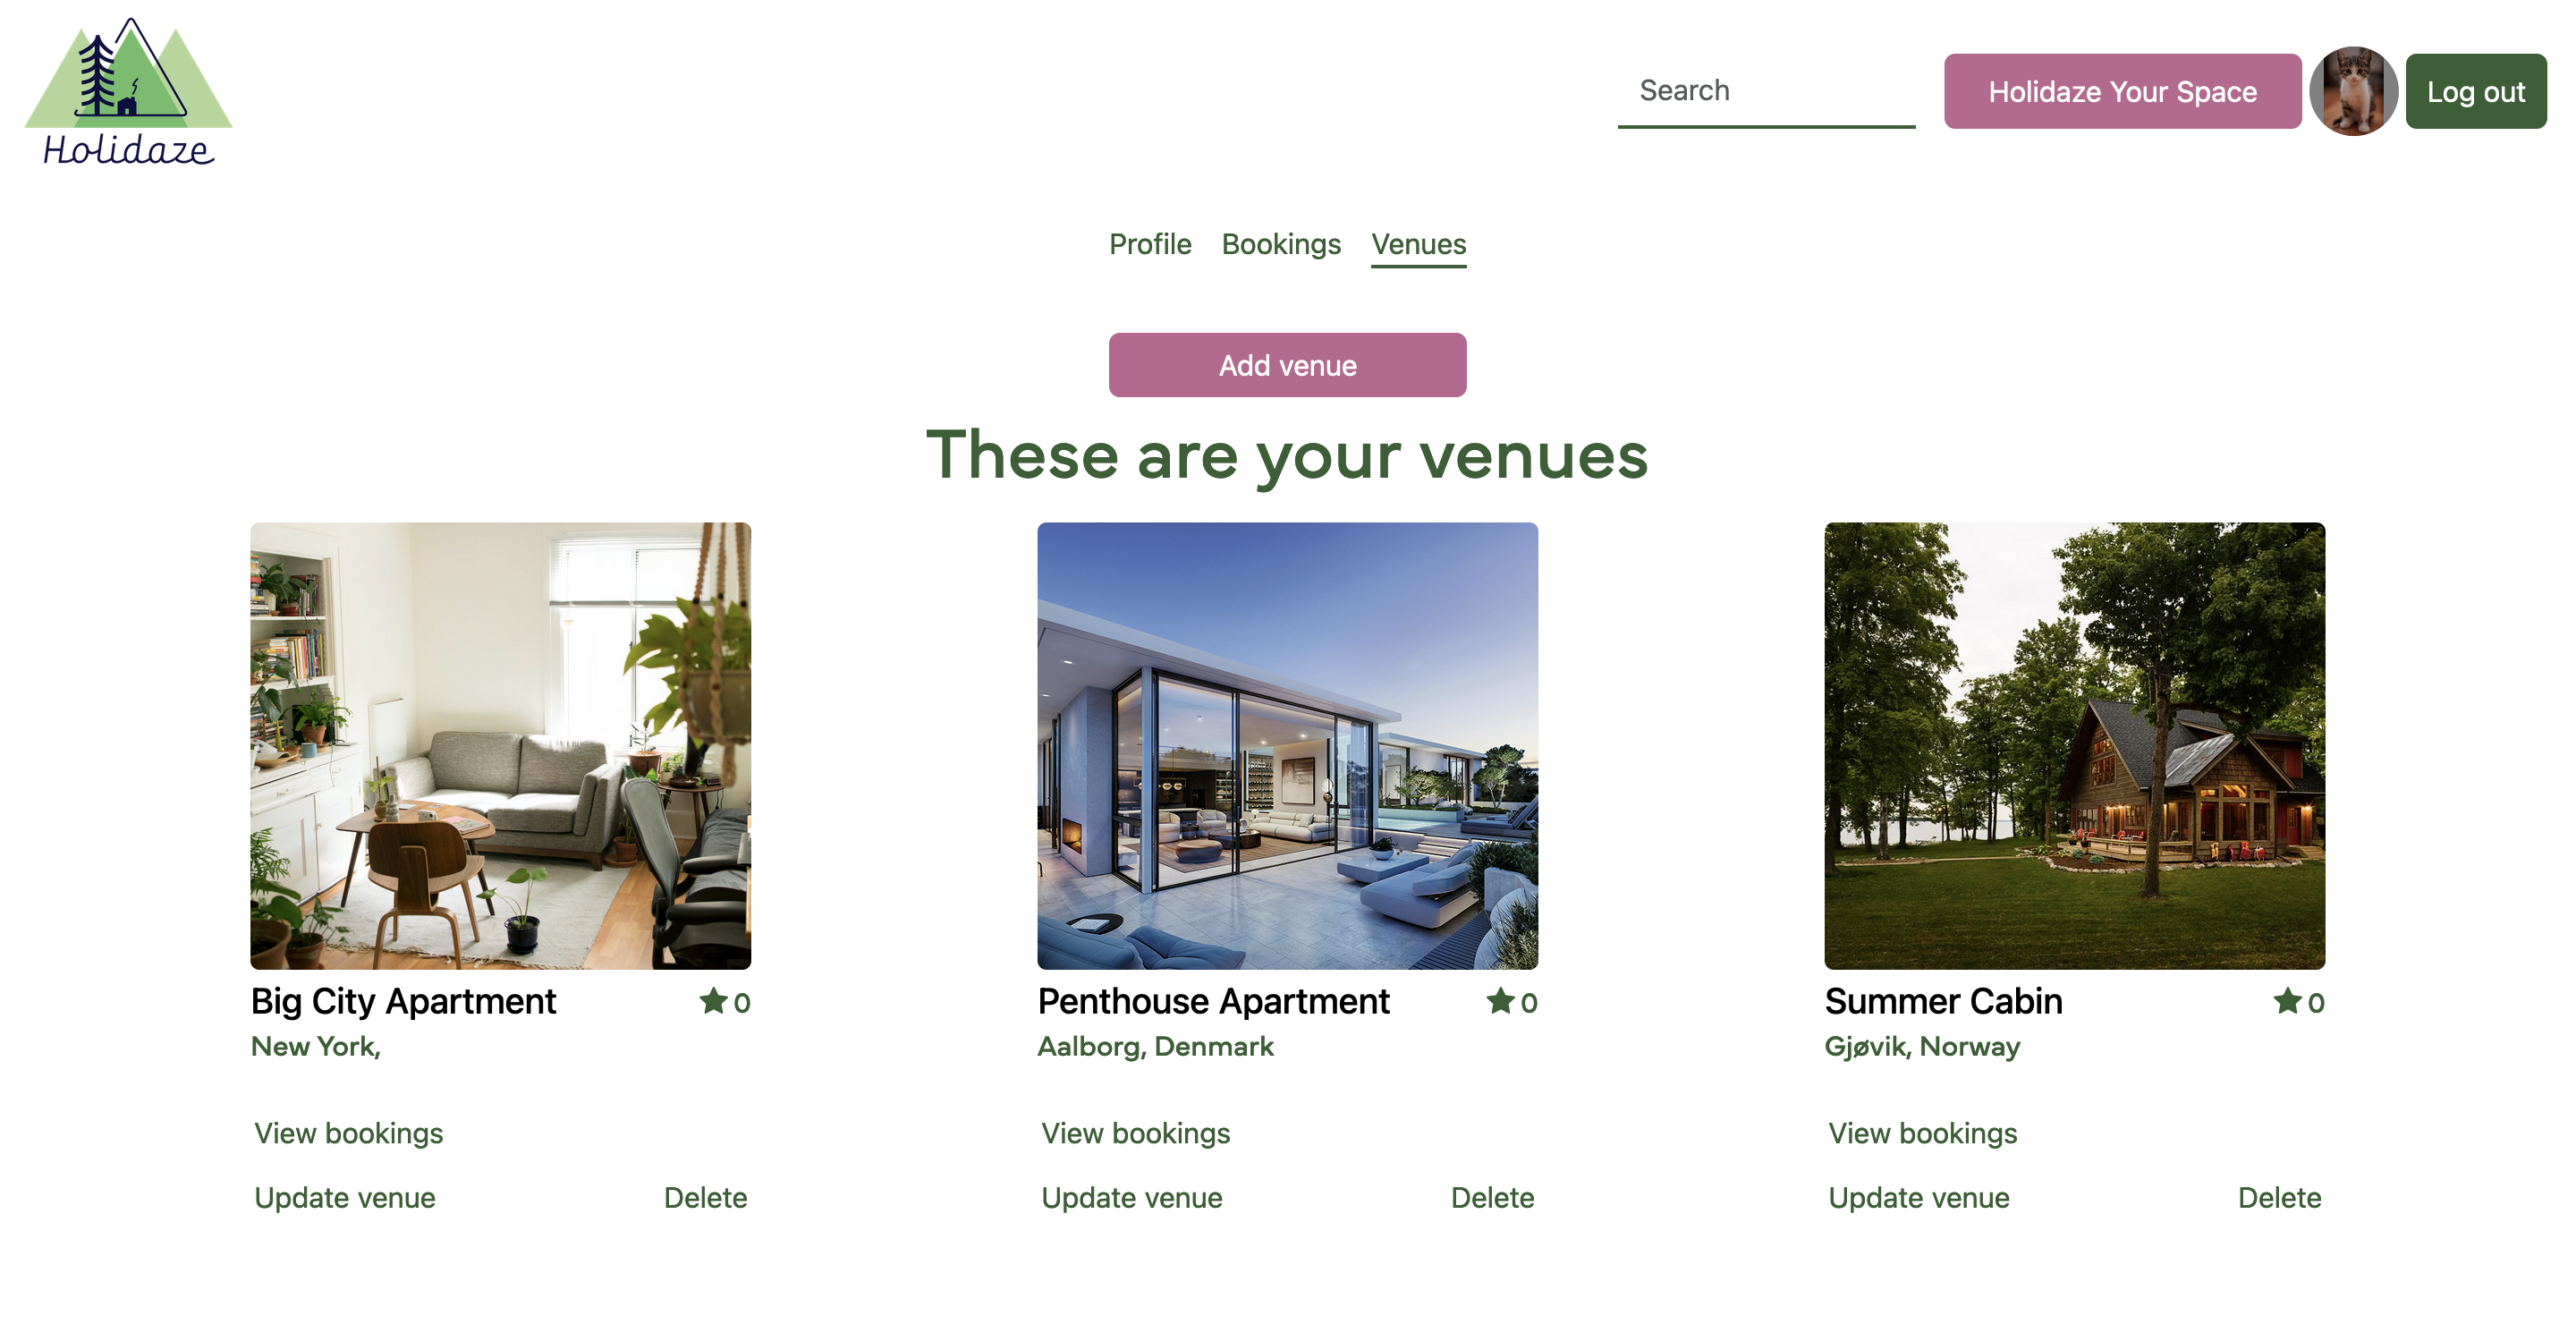 Holidaze
Search
Holidaze Your Space
Log out
Profile Bookings Venues
Add venue
These are your venues
Big City Apartment 0
New York,
View bookings
Update venue Delete
Penthouse Apartment 0
Aalborg, Denmark
View bookings
Update venue Delete
Summer Cabin 0
Gjøvik, Norway
View bookings
Update venue Delete